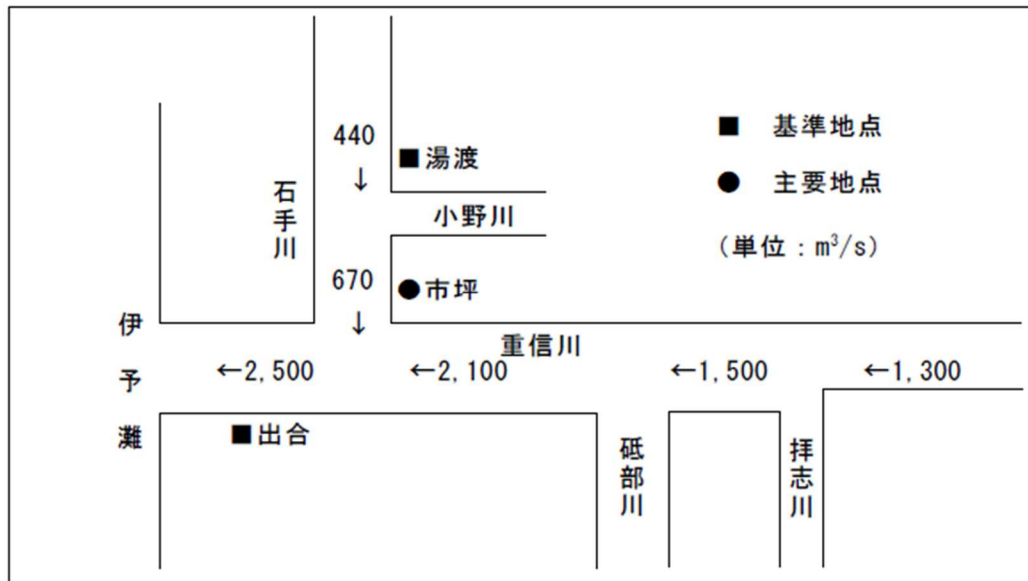 440
↓
■湯渡
■ 基準地点
● 主要地点
(単位：m³/s)
石手川
小野川
670
↓
●市坪
伊予灘
重信川
←2,500
←2,100
←1,500
←1,300
■出合
砥部川
拝志川